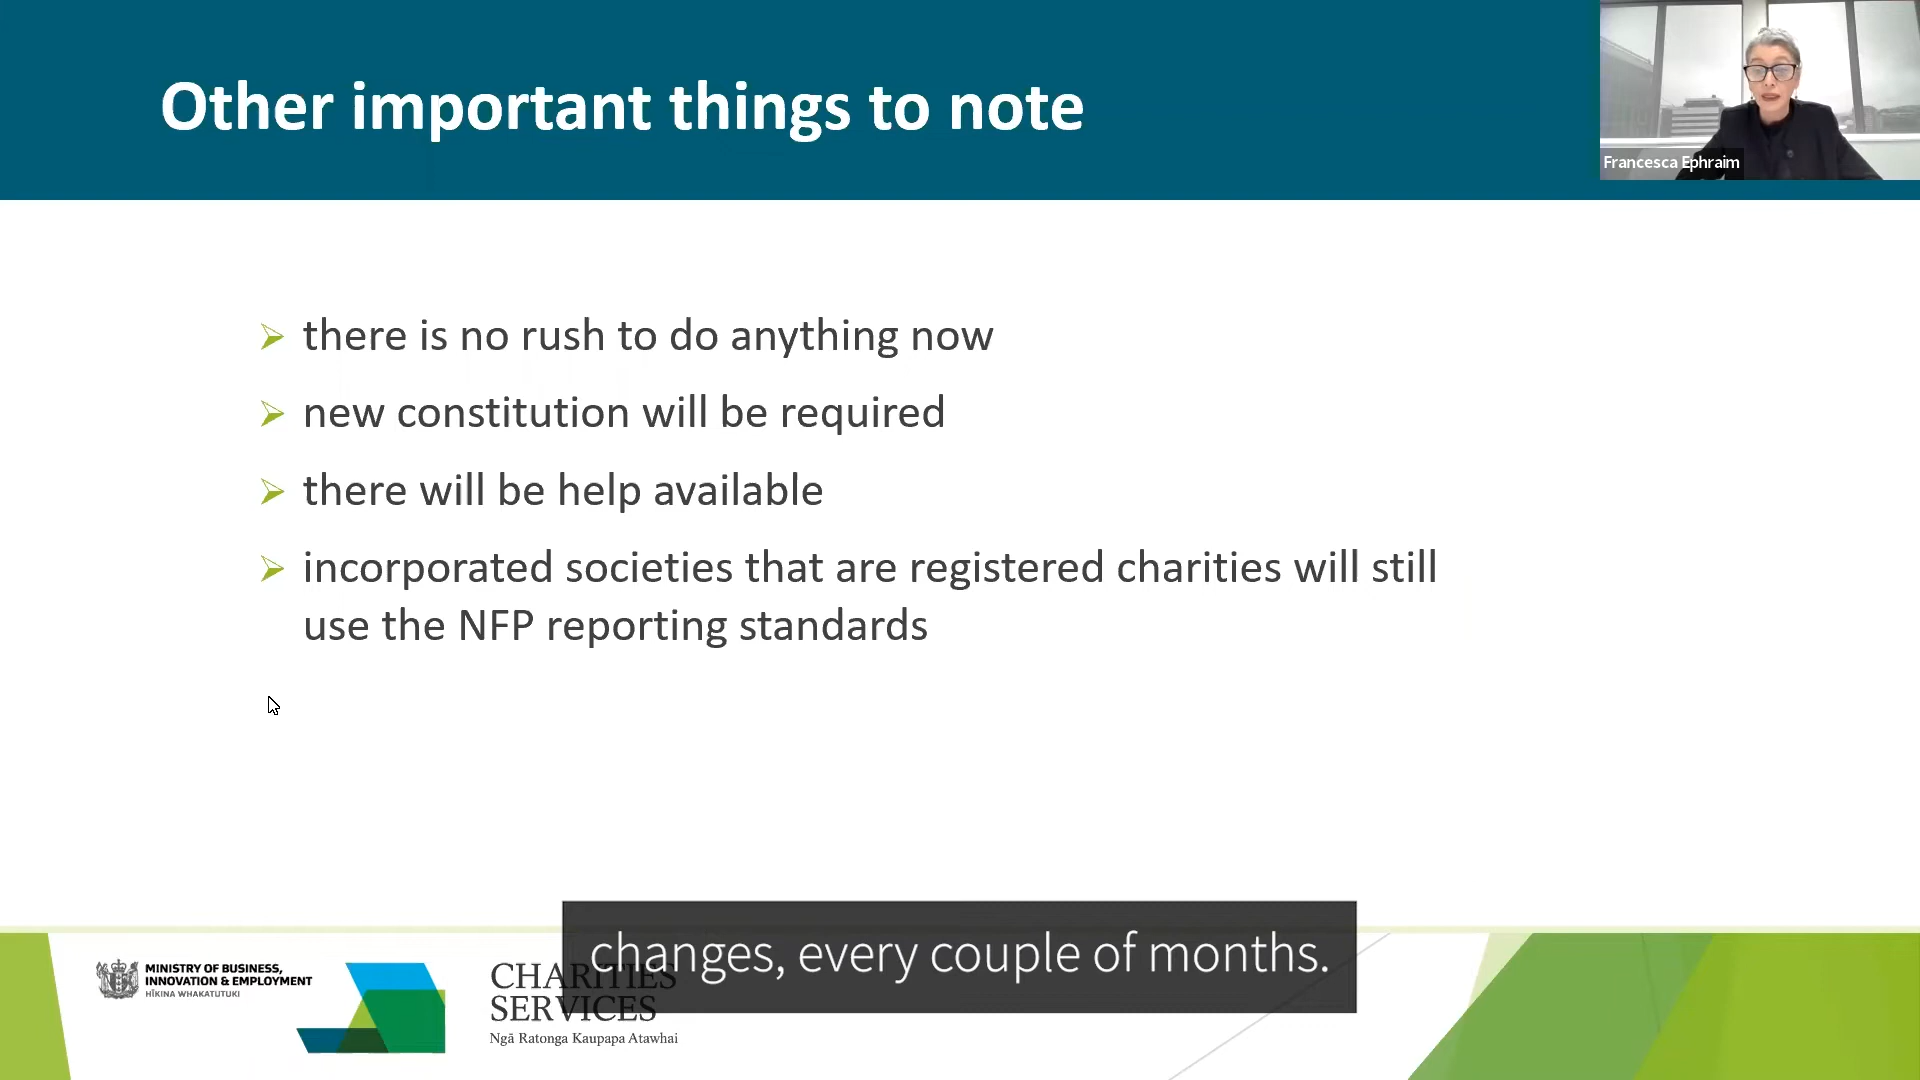 Other important things to note
Francesca Ephraim
there is no rush to do anything now
new constitution will be required
there will be help available
incorporated societies that are registered charities will still
use the NFP reporting standards
changes, every couple of months.
MINISTRY OF BUSINESS,
INNOVATION & EMPLOYMENT
HĪKINA WHAKATUTUKI
CHARITIES
SERVICES
Ngā Ratonga Kaupapa Atawhai